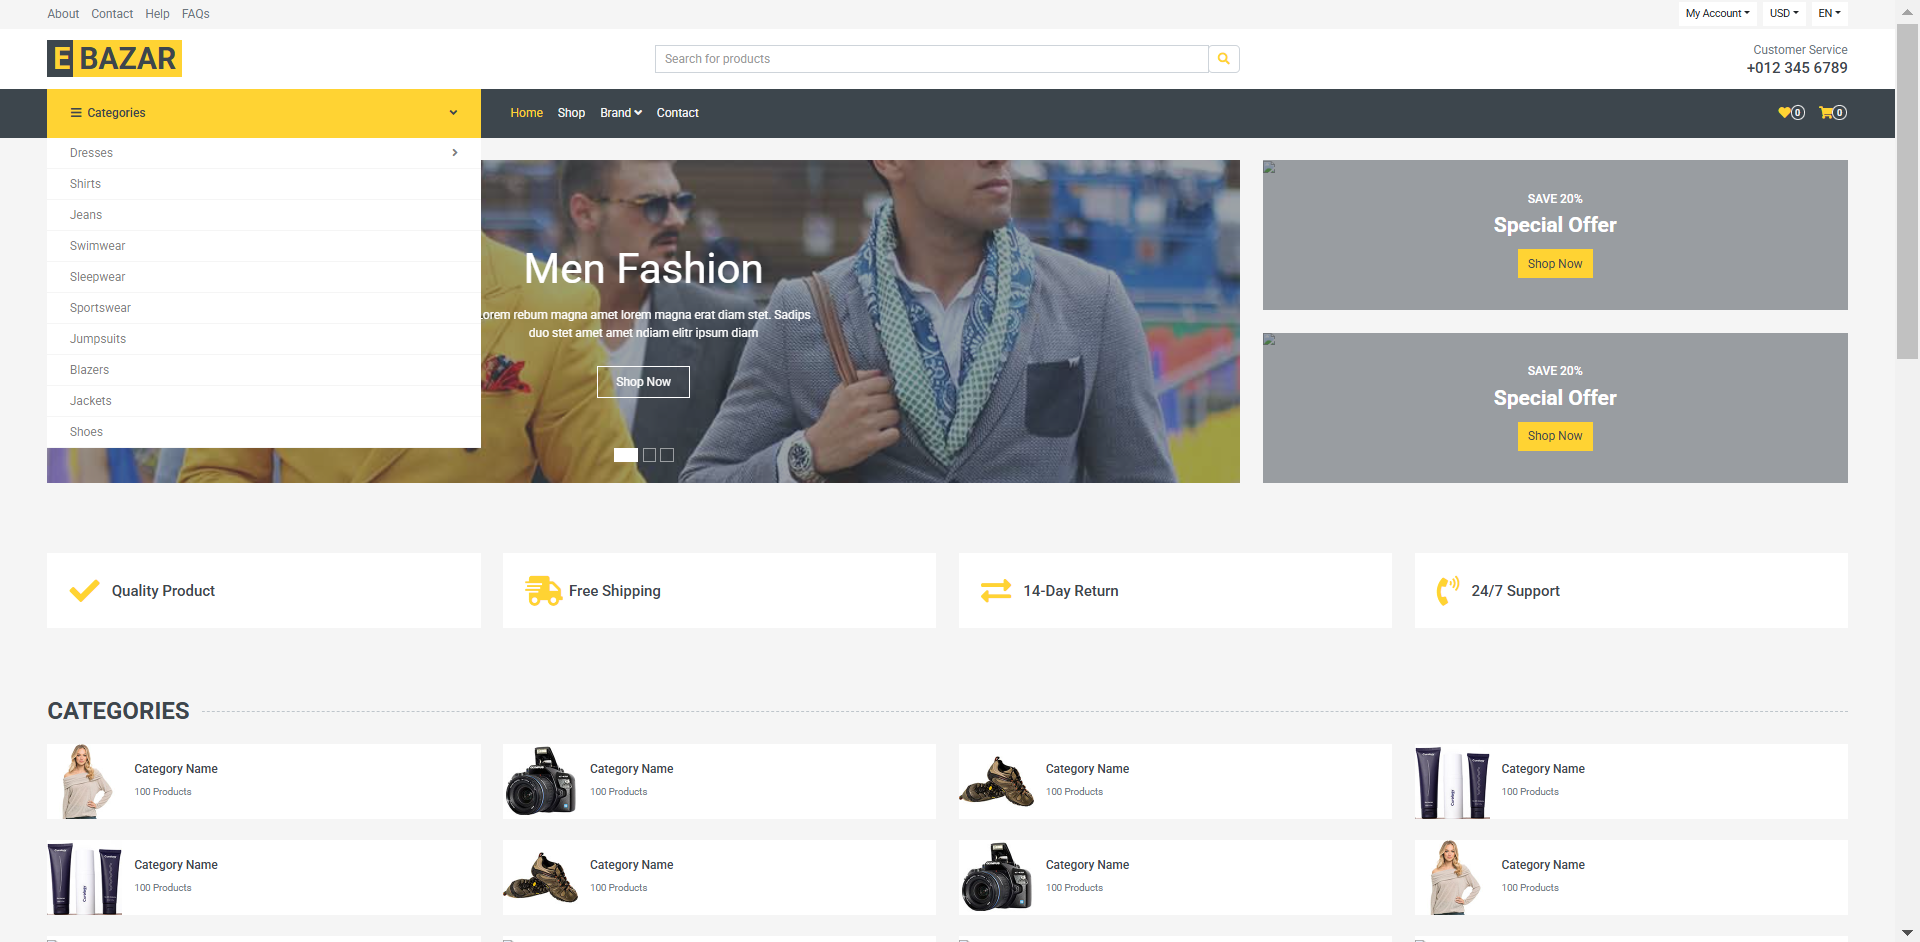 About Contact Help FAQs
My Account USD EN
E BAZAR
Search for products
Customer Service
+012 345 6789
Categories
Home Shop Brand Contact
0 0
Dresses
Shirts
Jeans
Swimwear
Sleepwear
Sportswear
Jumpsuits
Blazers
Jackets
Shoes
Men Fashion
Lorem rebum magna amet lorem magna erat diam stet. Sadips
duo stet amet amet ndiam elitr ipsum diam
Shop Now
SAVE 20%
Special Offer
Shop Now
SAVE 20%
Special Offer
Shop Now
Quality Product
Free Shipping
14-Day Return
24/7 Support
CATEGORIES
Category Name
100 Products
Category Name
100 Products
Category Name
100 Products
Category Name
100 Products
Category Name
100 Products
Category Name
100 Products
Category Name
100 Products
Category Name
100 Products